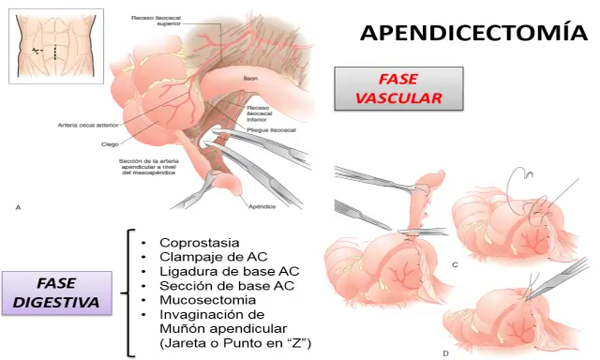 APENDICECTOMÍA
FASE
VASCULAR
Receso ileocecal
superior
Íleon
Receso
ileocecal
inferior
Pliegue ileocecal
Arteria cecal anterior
Ciego
Sección de la arteria
apendicular a nivel
del mesoapéndice
Apéndice
A
C
D
FASE
DIGESTIVA
• Coprostasia
• Clampaje de AC
• Ligadura de base AC
• Sección de base AC
• Mucosectomia
• Invaginación de
Muñón apendicular
(Jareta o Punto en “Z”)